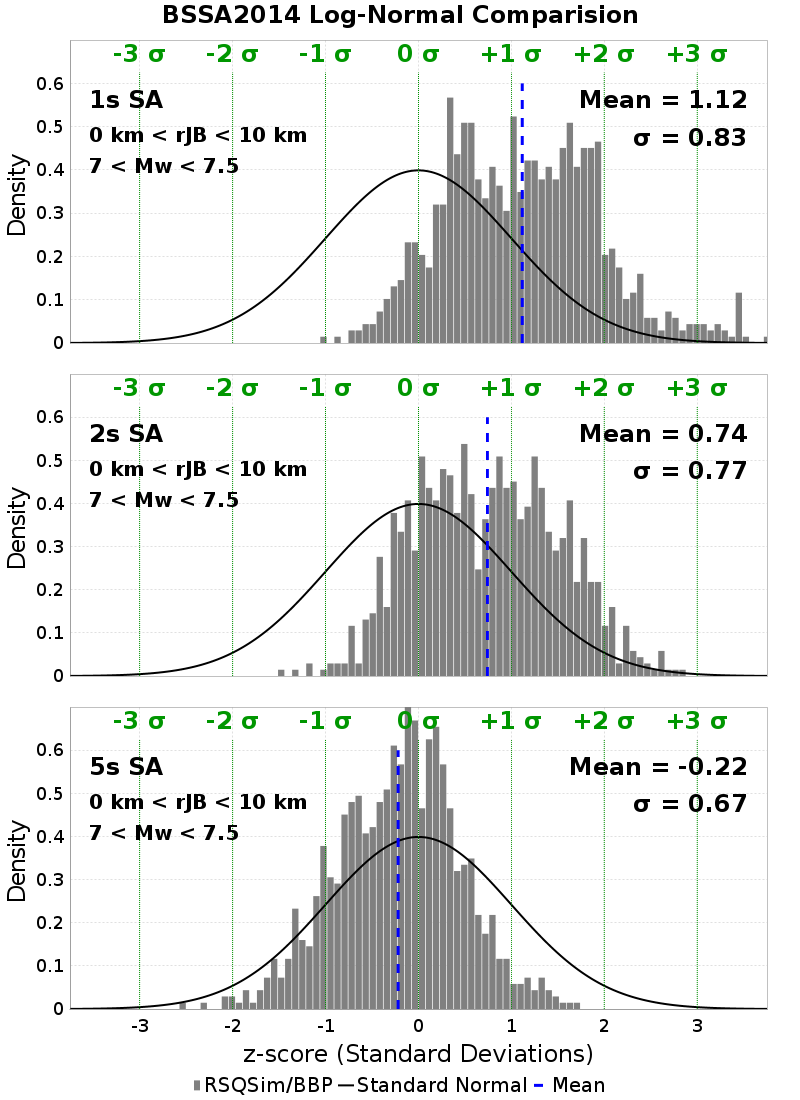 BSSA2014 Log-Normal Comparision
-3 σ -2 σ -1 σ 0 σ +1 σ +2 σ +3 σ
1s SA
0 km < rJB < 10 km
7 < Mw < 7.5
Mean = 1.12
σ = 0.83
0.6
0.5
0.4
0.3
0.2
0.1
0
Density
-3 σ -2 σ -1 σ 0 σ +1 σ +2 σ +3 σ
2s SA
0 km < rJB < 10 km
7 < Mw < 7.5
Mean = 0.74
σ = 0.77
0.6
0.5
0.4
0.3
0.2
0.1
0
Density
-3 σ -2 σ -1 σ 0 σ +1 σ +2 σ +3 σ
5s SA
0 km < rJB < 10 km
7 < Mw < 7.5
Mean = -0.22
σ = 0.67
0.6
0.5
0.4
0.3
0.2
0.1
0
Density
-3 -2 -1 0 1 2 3
z-score (Standard Deviations)
RSQSim/BBP Standard Normal Mean